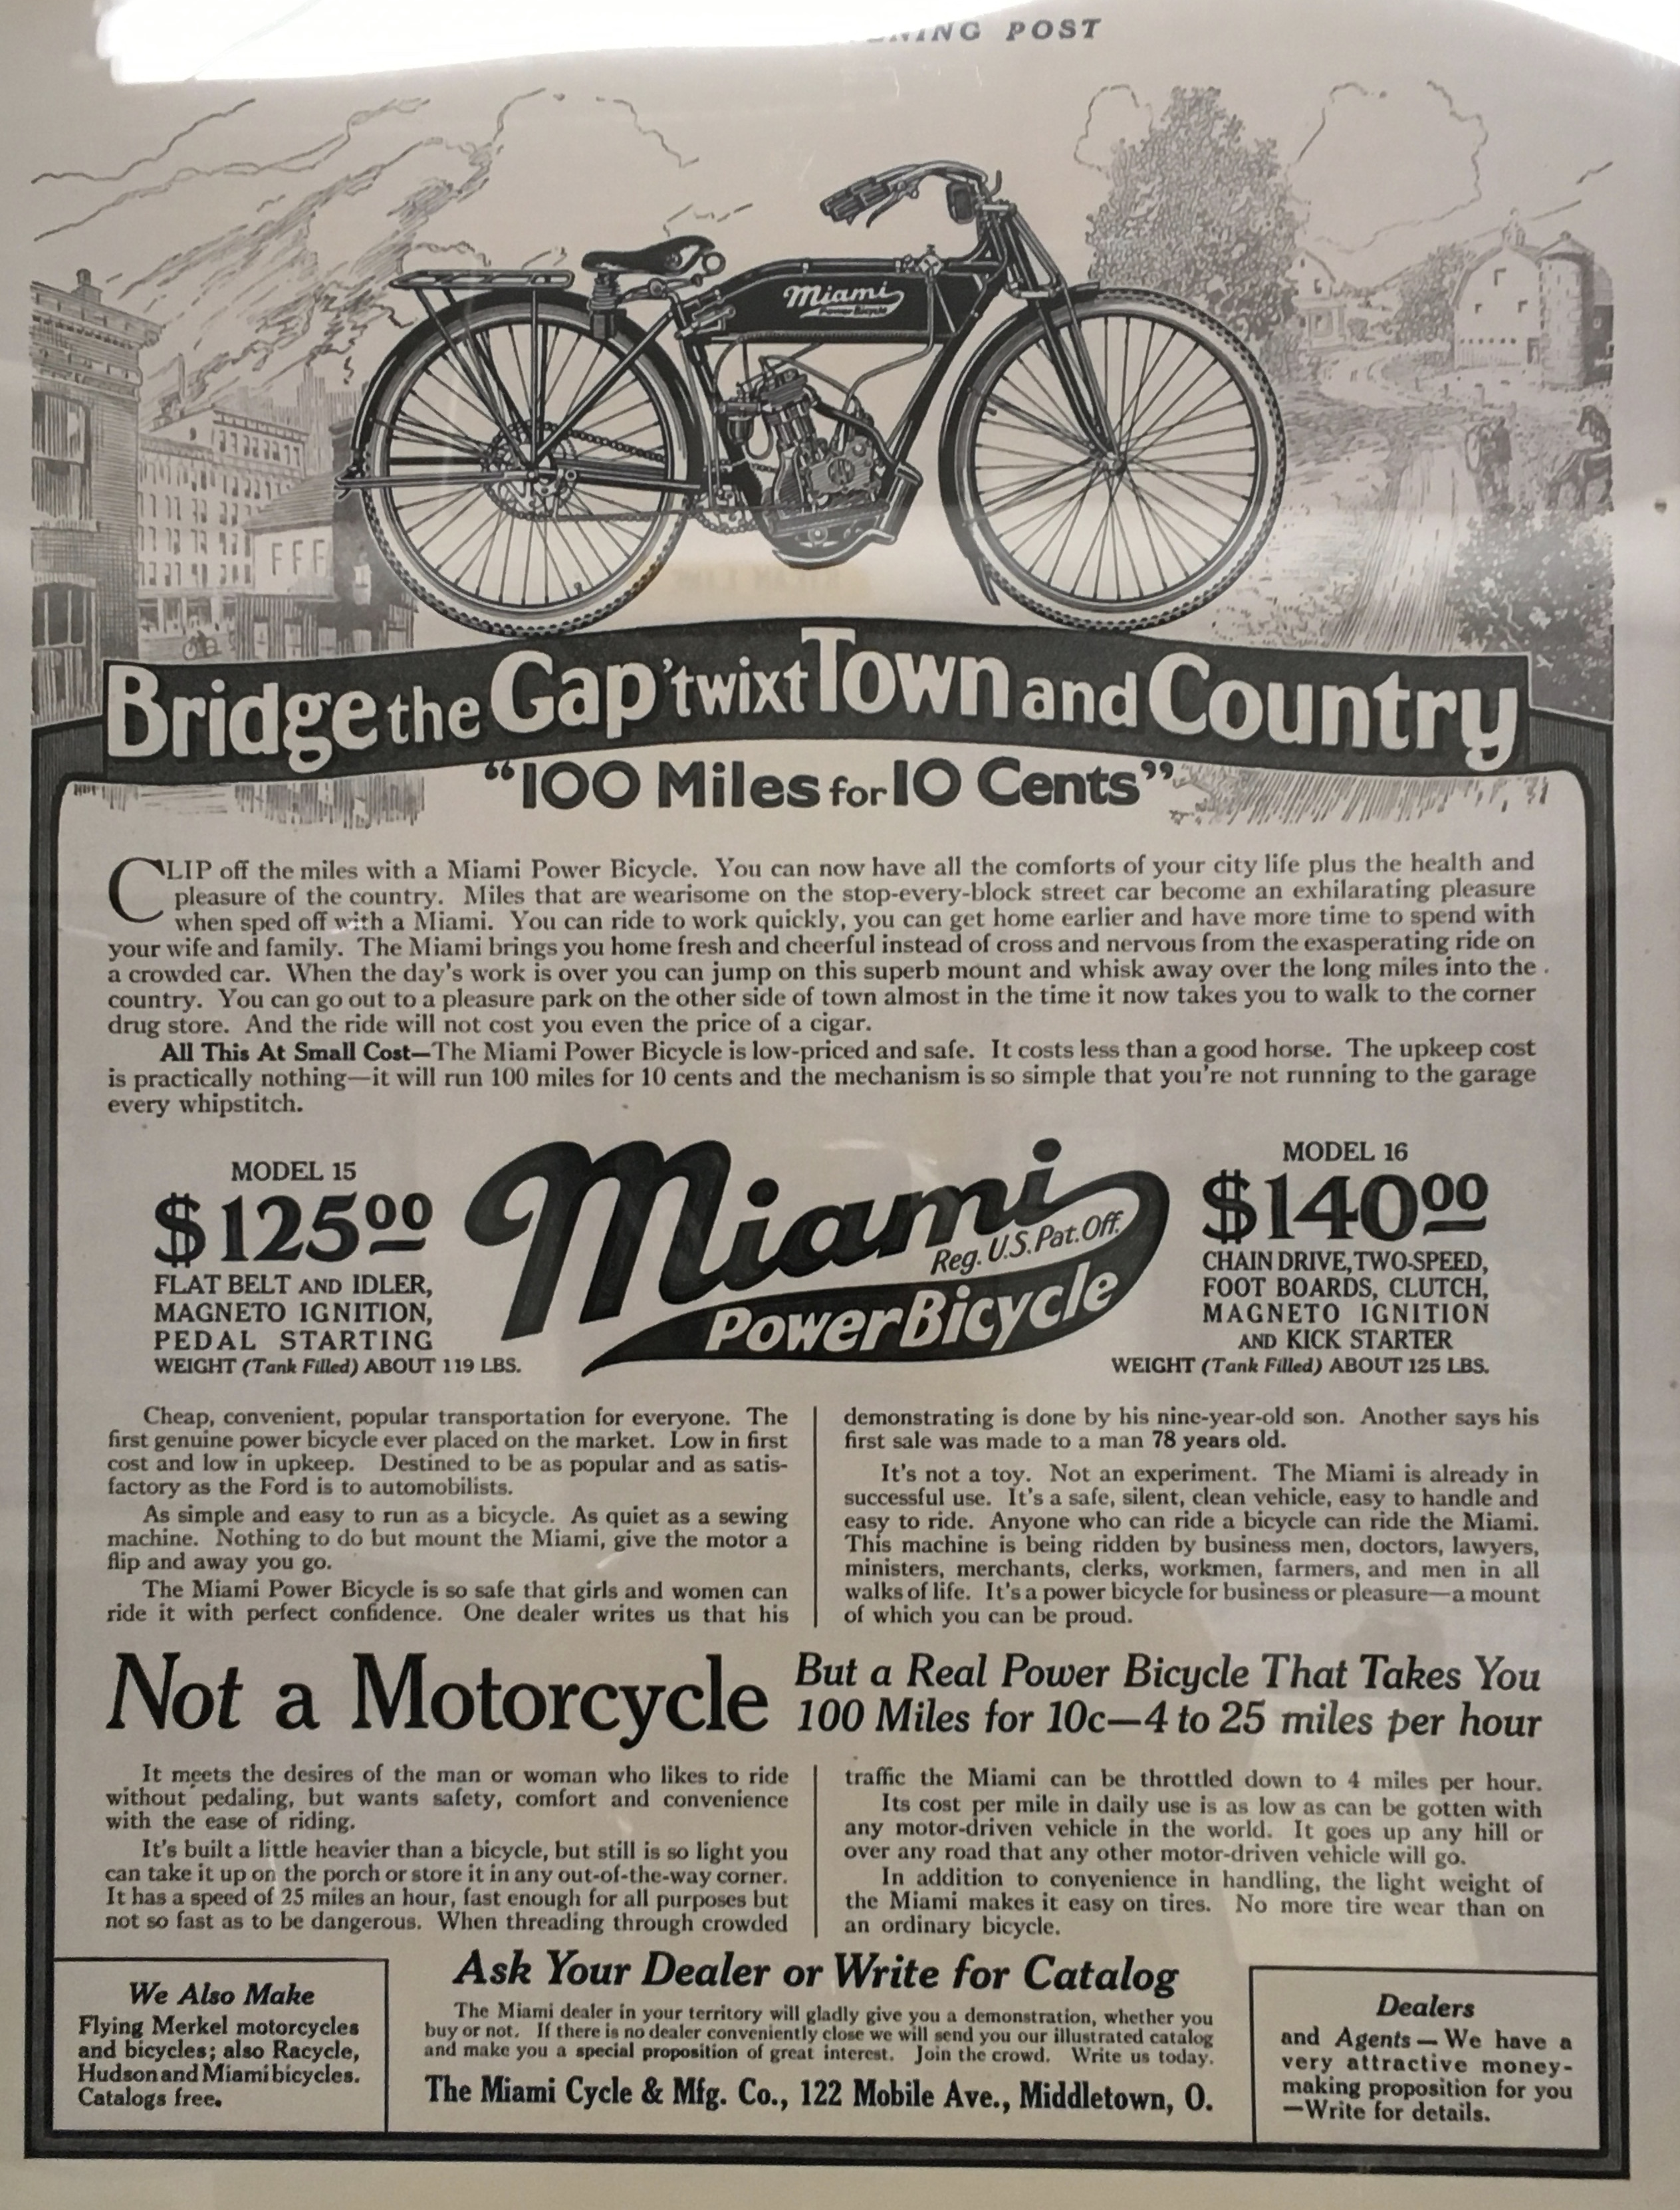 POST
Miami
Power Bicycle
Bridge the Gap 'twixt Town and Country
"100 Miles for 10 Cents"
CLIP off the miles with a Miami Power Bicycle. You can now have all the comforts of your city life plus the health and
pleasure of the country. Miles that are wearisome on the stop-every-block street car become an exhilarating pleasure
when sped off with a Miami. You can ride to work quickly, you can get home earlier and have more time to spend with
your wife and family. The Miami brings you home fresh and cheerful instead of cross and nervous from the exasperating ride on
a crowded car. When the day's work is over you can jump on this superb mount and whisk away over the long miles into the
country. You can go out to a pleasure park on the other side of town almost in the time it now takes you to walk to the corner
drug store. And the ride will not cost you even the price of a cigar.
All This At Small Cost—The Miami Power Bicycle is low-priced and safe. It costs less than a good horse. The upkeep cost
is practically nothing—it will run 100 miles for 10 cents and the mechanism is so simple that you're not running to the garage
every whipstitch.
MODEL 15
$125.00
FLAT BELT AND IDLER,
MAGNETO IGNITION,
PEDAL STARTING
WEIGHT (Tank Filled) ABOUT 119 LBS.
Miami
Reg. U.S. Pat. Off.
Power Bicycle
MODEL 16
$140.00
CHAIN DRIVE, TWO-SPEED,
FOOT BOARDS, CLUTCH,
MAGNETO IGNITION
AND KICK STARTER
WEIGHT (Tank Filled) ABOUT 125 LBS.
Cheap, convenient, popular transportation for everyone. The
first genuine power bicycle ever placed on the market. Low in first
cost and low in upkeep. Destined to be as popular and as satis-
factory as the Ford is to automobilists.
As simple and easy to run as a bicycle. As quiet as a sewing
machine. Nothing to do but mount the Miami, give the motor a
flip and away you go.
The Miami Power Bicycle is so safe that girls and women can
ride it with perfect confidence. One dealer writes us that his
demonstrating is done by his nine-year-old son. Another says his
first sale was made to a man 78 years old.
It's not a toy. Not an experiment. The Miami is already in
successful use. It's a safe, silent, clean vehicle, easy to handle and
easy to ride. Anyone who can ride a bicycle can ride the Miami.
This machine is being ridden by business men, doctors, lawyers,
ministers, merchants, clerks, workmen, farmers, and men in all
walks of life. It's a power bicycle for business or pleasure—a mount
of which you can be proud.
Not a Motorcycle
But a Real Power Bicycle That Takes You
100 Miles for 10c—4 to 25 miles per hour
It meets the desires of the man or woman who likes to ride
without pedaling, but wants safety, comfort and convenience
with the ease of riding.
It's built a little heavier than a bicycle, but still is so light you
can take it up on the porch or store it in any out-of-the-way corner.
It has a speed of 25 miles an hour, fast enough for all purposes but
not so fast as to be dangerous. When threading through crowded
traffic the Miami can be throttled down to 4 miles per hour.
Its cost per mile in daily use is as low as can be gotten with
any motor-driven vehicle in the world. It goes up any hill or
over any road that any other motor-driven vehicle will go.
In addition to convenience in handling, the light weight of
the Miami makes it easy on tires. No more tire wear than on
an ordinary bicycle.
We Also Make
Flying Merkel motorcycles
and bicycles; also Racycle,
Hudson and Miami bicycles.
Catalogs free.
Ask Your Dealer or Write for Catalog
The Miami dealer in your territory will gladly give you a demonstration, whether you
buy or not. If there is no dealer conveniently close we will send you our illustrated catalog
and make you a special proposition of great interest. Join the crowd. Write us today.
The Miami Cycle & Mfg. Co., 122 Mobile Ave., Middletown, O.
Dealers
and Agents—We have a
very attractive money-
making proposition for you
—Write for details.